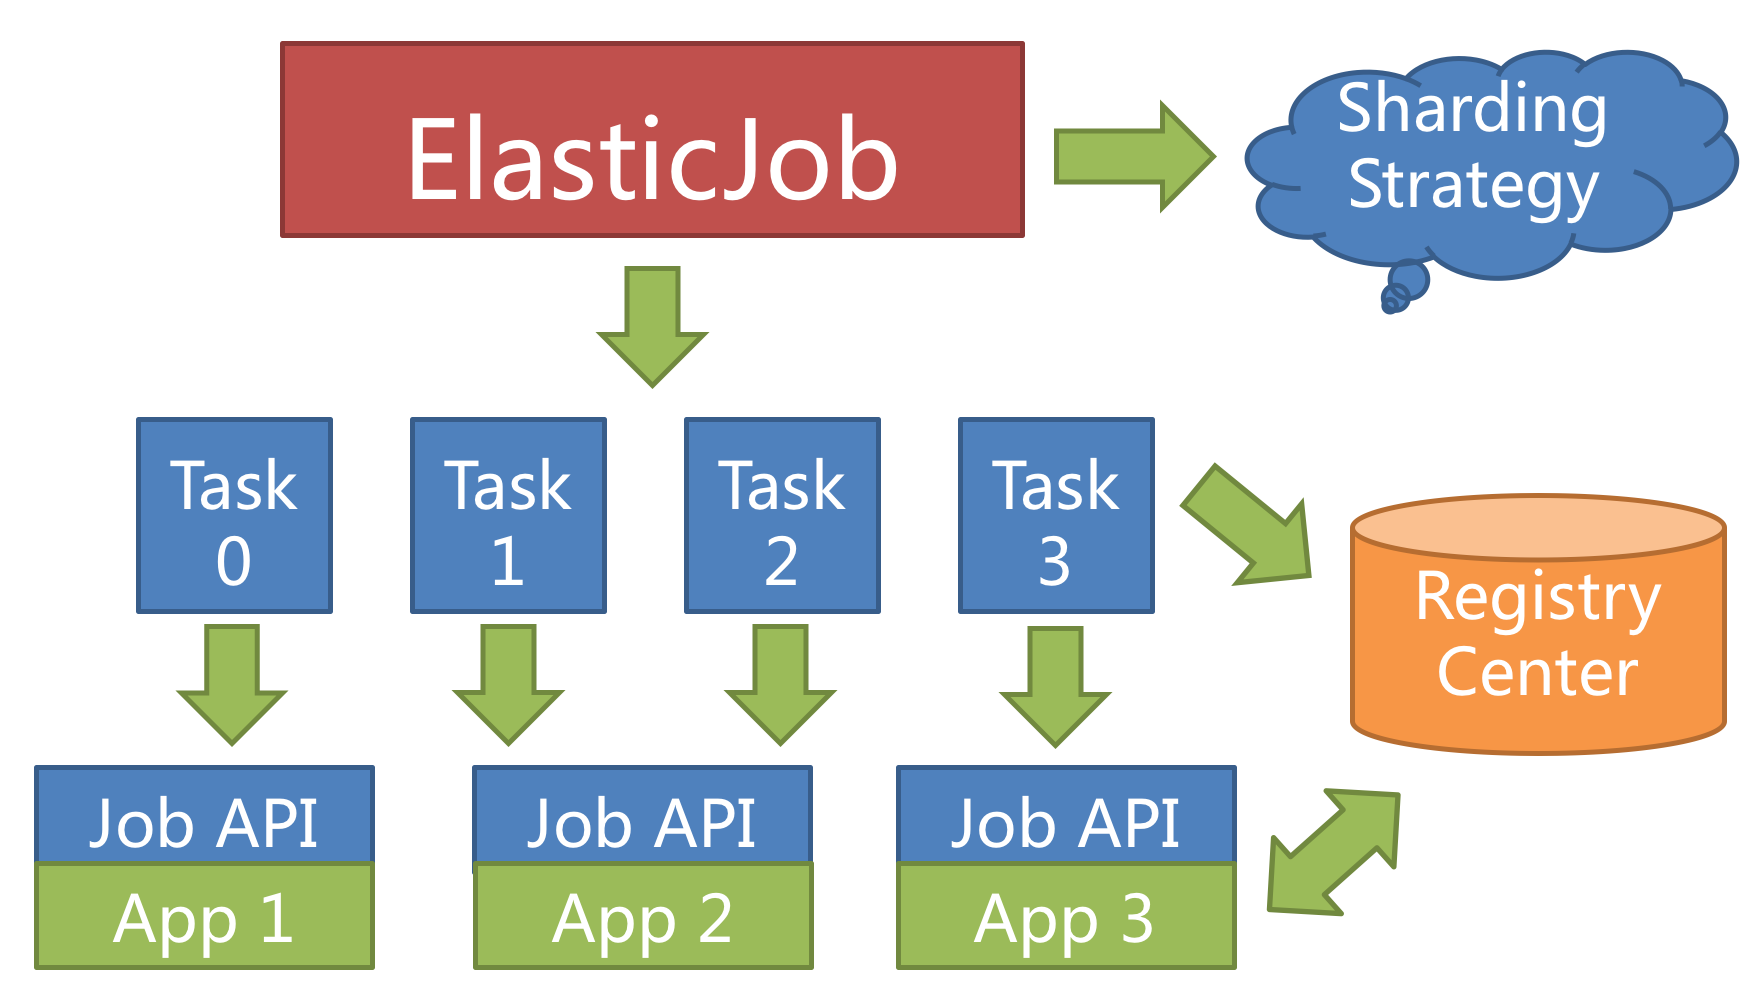 ElasticJob
Sharding
Strategy
Task
0
Task
1
Task
2
Task
3
Registry
Center
Job API
App 1
Job API
App 2
Job API
App 3